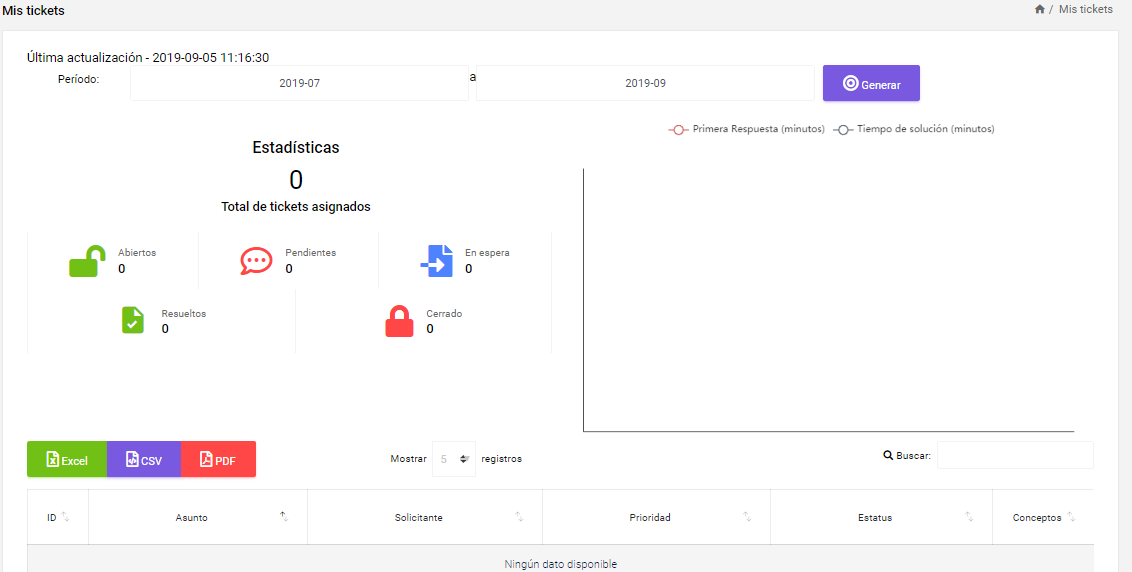 Mis tickets
/ Mis tickets
Última actualización - 2019-09-05 11:16:30
Período: 2019-07 a 2019-09 Generar
Primera Respuesta (minutos) Tiempo de solución (minutos)
Estadísticas
0
Total de tickets asignados
Abiertos
0
Pendientes
0
En espera
0
Resueltos
0
Cerrado
0
Excel CSV PDF
Mostrar 5 registros
Buscar:
ID Asunto Solicitante Prioridad Estatus Conceptos
Ningún dato disponible